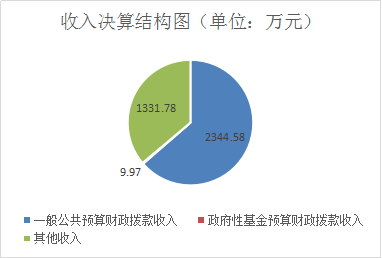 收入决算结构图（单位：万元）
1331.78
2344.58
9.97
一般公共预算财政拨款收入
政府性基金预算财政拨款收入
其他收入